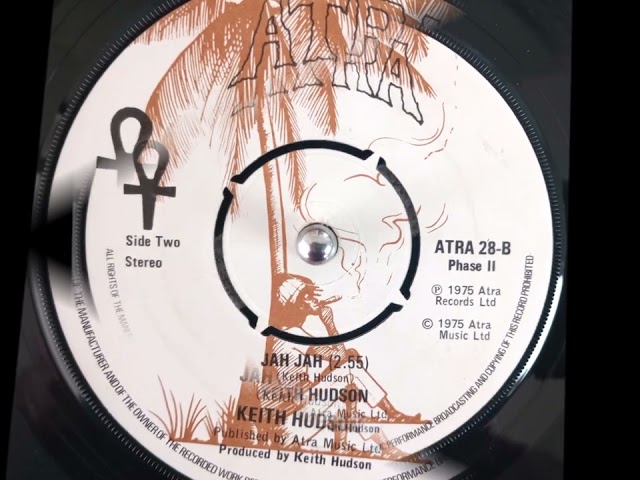 ATRA
Side Two
Stereo
ATRA 28-B
Phase II
℗ 1975 Atra
Records Ltd
© 1975 Atra
Music Ltd
JAH JAH (2.55)
(Keith Hudson)
KEITH HUDSON
Published by Atra Music Ltd
Produced by Keith Hudson
ALL RIGHTS OF THE MANUFACTURER AND OF THE OWNER OF THE RECORDED WORK
PERFORMANCE BROADCASTING AND COPYING OF THIS RECORD PROHIBITED